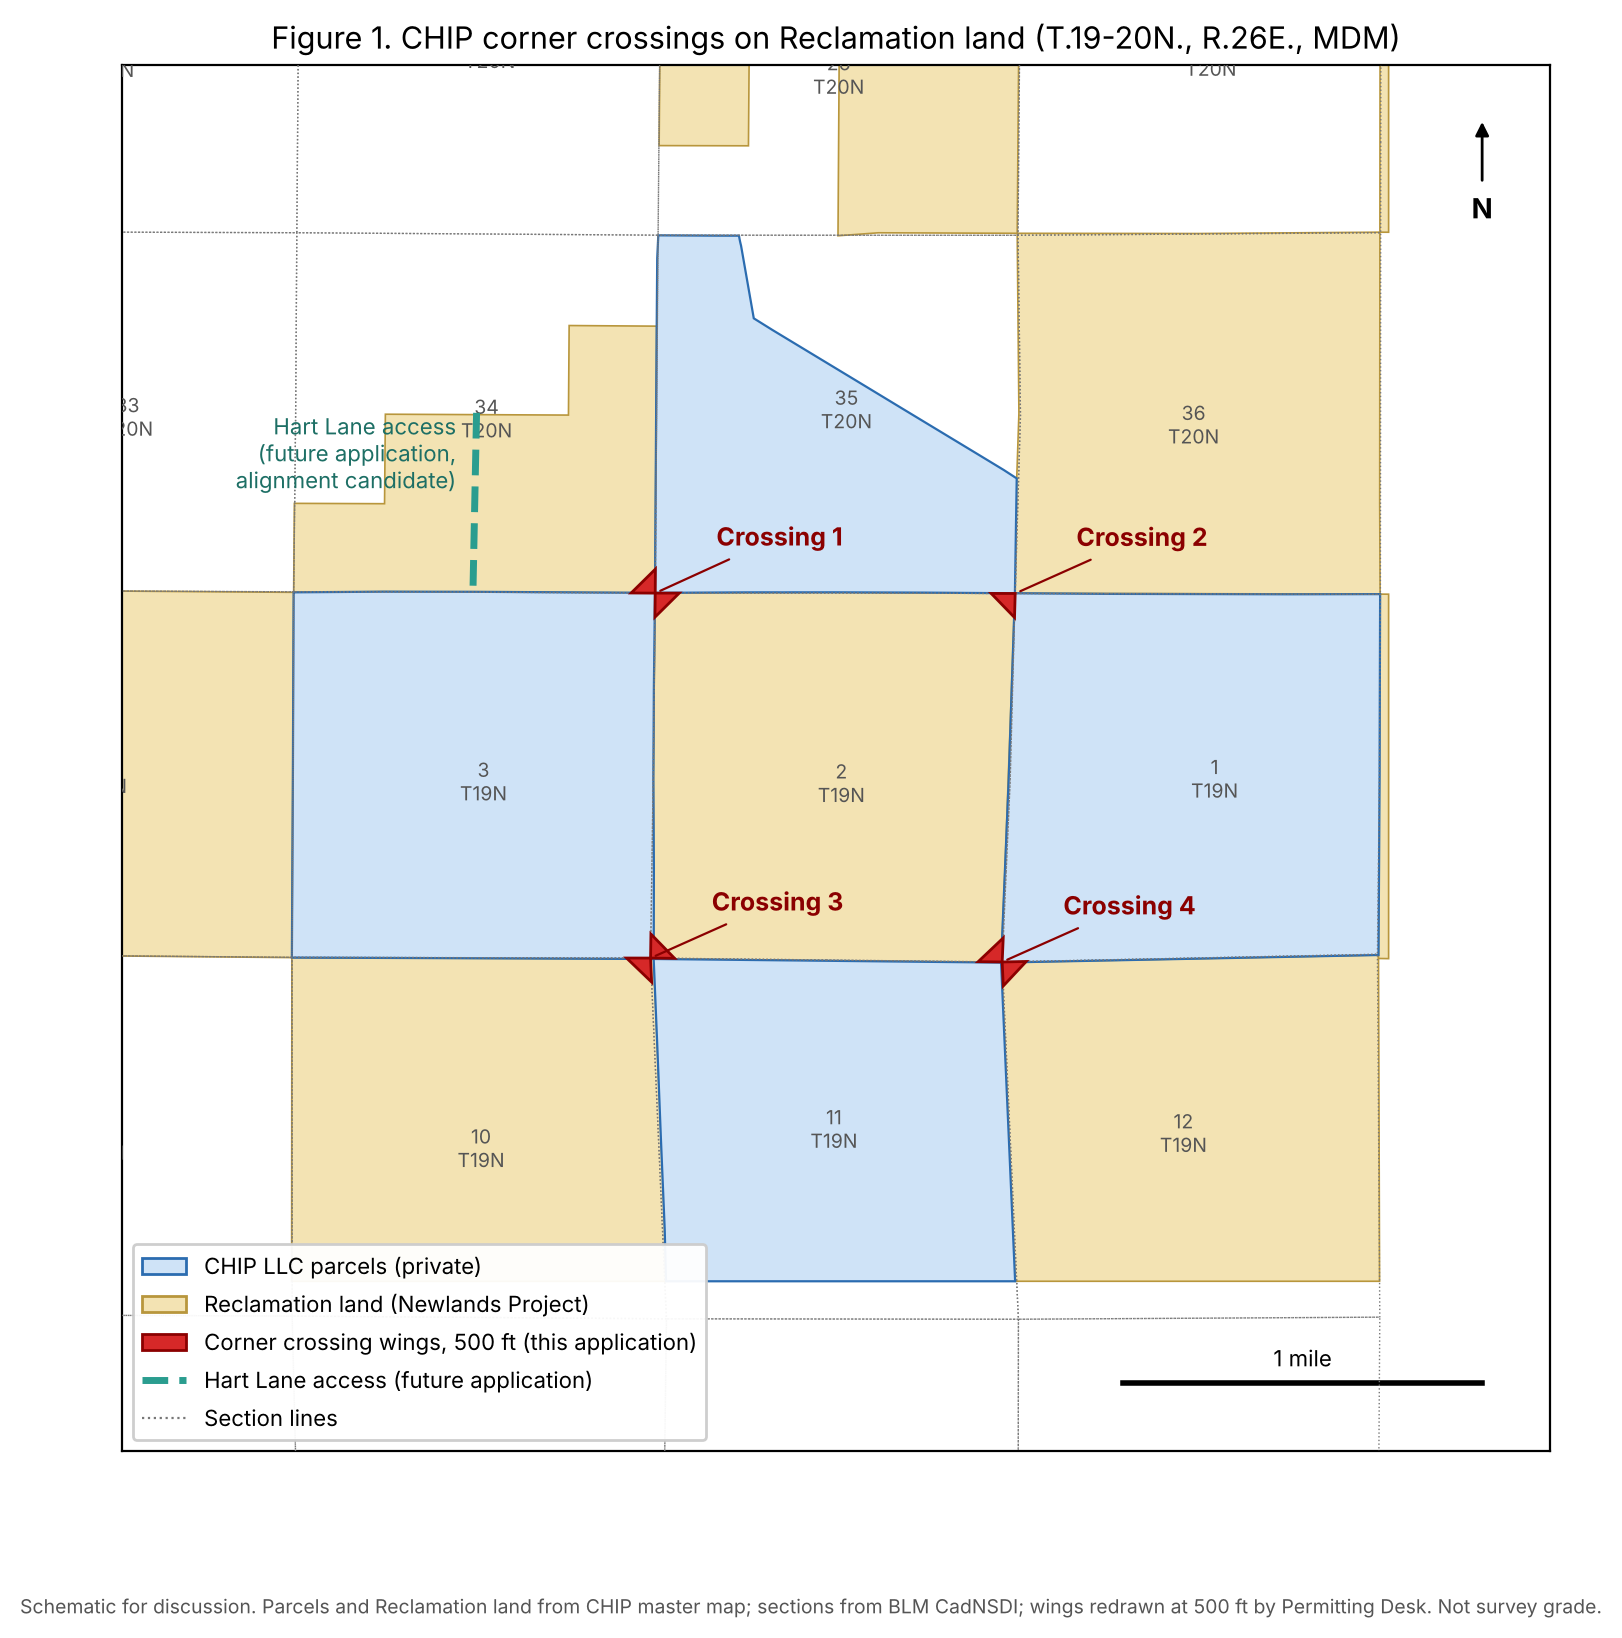 Figure 1. CHIP corner crossings on Reclamation land (T.19-20N., R.26E., MDM)
N
T20N
T20N
T20N
N
33
20N
34
T20N
Hart Lane access
(future application,
alignment candidate)
35
T20N
36
T20N
Crossing 1
Crossing 2
3
T19N
2
T19N
1
T19N
Crossing 3
Crossing 4
10
T19N
11
T19N
12
T19N
CHIP LLC parcels (private)
Reclamation land (Newlands Project)
Corner crossing wings, 500 ft (this application)
Hart Lane access (future application)
Section lines
1 mile
Schematic for discussion. Parcels and Reclamation land from CHIP master map; sections from BLM CadNSDI; wings redrawn at 500 ft by Permitting Desk. Not survey grade.